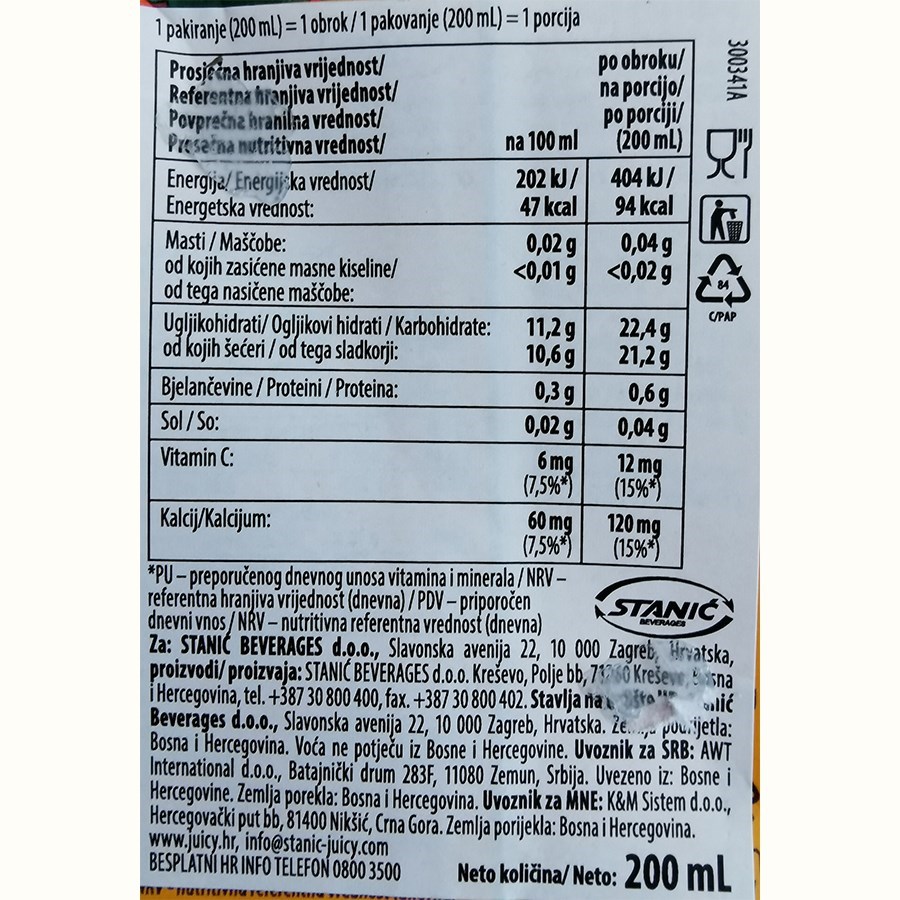 1 pakiranje (200 mL) = 1 obrok / 1 pakovanje (200 mL) = 1 porcija
Prosječna hranjiva vrijednost/
Referentna hranjiva vrijednost/
Povprečna hranilna vrednost/
Prosečna nutritivna vrednost/
na 100 ml
po obroku/
na porcijo/
po porciji/
(200 mL)
Energija/ Energijska vrednost/
Energetska vrednost:
202 kJ /
47 kcal
404 kJ /
94 kcal
Masti / Maščobe:
od kojih zasićene masne kiseline/
od tega nasičene maščobe:
0,02 g
<0,01 g
0,04 g
<0,02 g
Ugljikohidrati/ Ogljikovi hidrati / Karbohidrate:
od kojih šećeri / od tega sladkorji:
11,2 g
10,6 g
22,4 g
21,2 g
Bjelančevine / Proteini / Proteina:
0,3 g
0,6 g
Sol / So:
0,02 g
0,04 g
Vitamin C:
6 mg
(7,5%*)
12 mg
(15%*)
Kalcij/Kalcijum:
60 mg
(7,5%*)
120 mg
(15%*)
300341A
84
C/PAP
*PU – preporučenog dnevnog unosa vitamina i minerala / NRV –
referentna hranjiva vrijednost (dnevna) / PDV – priporočen
dnevni vnos / NRV – nutritivna referentna vrednost (dnevna)
STANIĆ
BEVERAGES
Za: STANIĆ BEVERAGES d.o.o., Slavonska avenija 22, 10 000 Zagreb, Hrvatska,
proizvodi/ proizvaja: STANIĆ BEVERAGES d.o.o. Kreševo, Polje bb, Kreševo,
i Hercegovina, tel. +387 30 800 400, fax. +387 30 800 402. Stavlja na
Beverages d.o.o., Slavonska avenija 22, 10 000 Zagreb, Hrvatska.
Bosna i Hercegovina. Voća ne potječu iz Bosne i Hercegovine. Uvoznik za SRB: AWT
International d.o.o., Batajnički drum 283F, 11080 Zemun, Srbija. Uvezeno iz: Bosne i
Hercegovine. Zemlja porekla: Bosna i Hercegovina. Uvoznik za MNE: K&M Sistem d.o.o.,
Hercegovački put bb, 81400 Nikšić, Crna Gora. Zemlja porijekla: Bosna i Hercegovina.
www.juicy.hr, info@stanic-juicy.com
BESPLATNI HR INFO TELEFON 0800 3500
Neto količina/ Neto: 200 mL